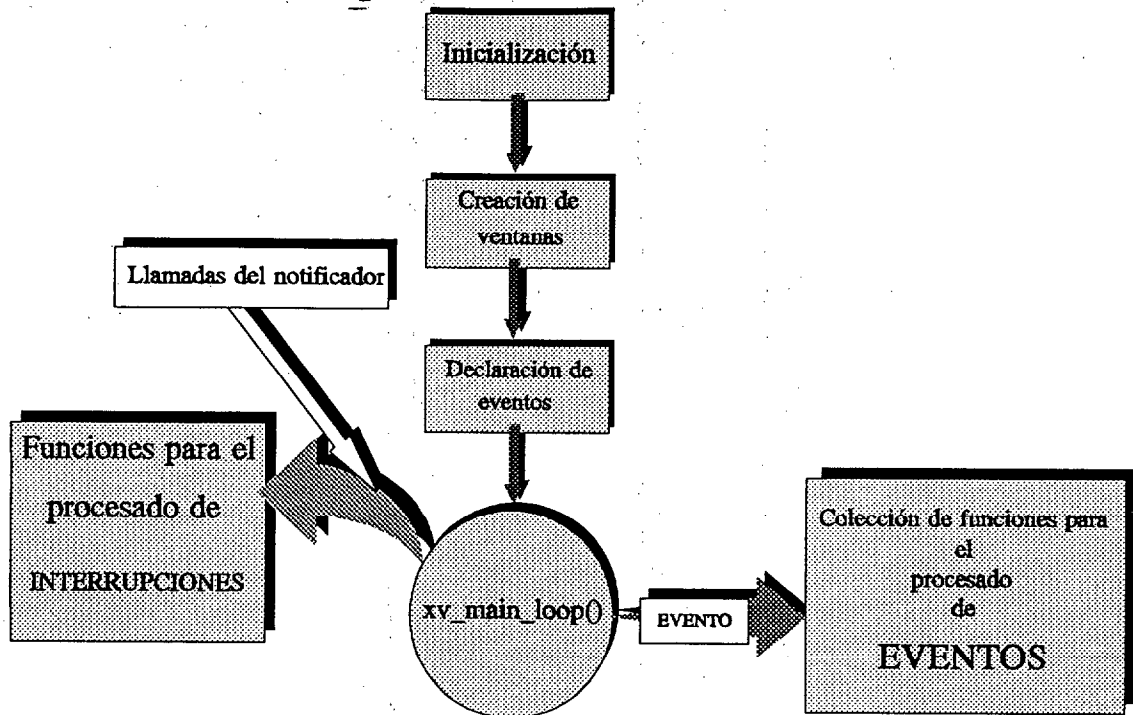 Inicialización
Creación de
ventanas
Llamadas del notificador
Declaración de
eventos
Funciones para el
procesado de
INTERRUPCIONES
xv_main_loop()
EVENTO
Colección de funciones para
el
procesado
de
EVENTOS